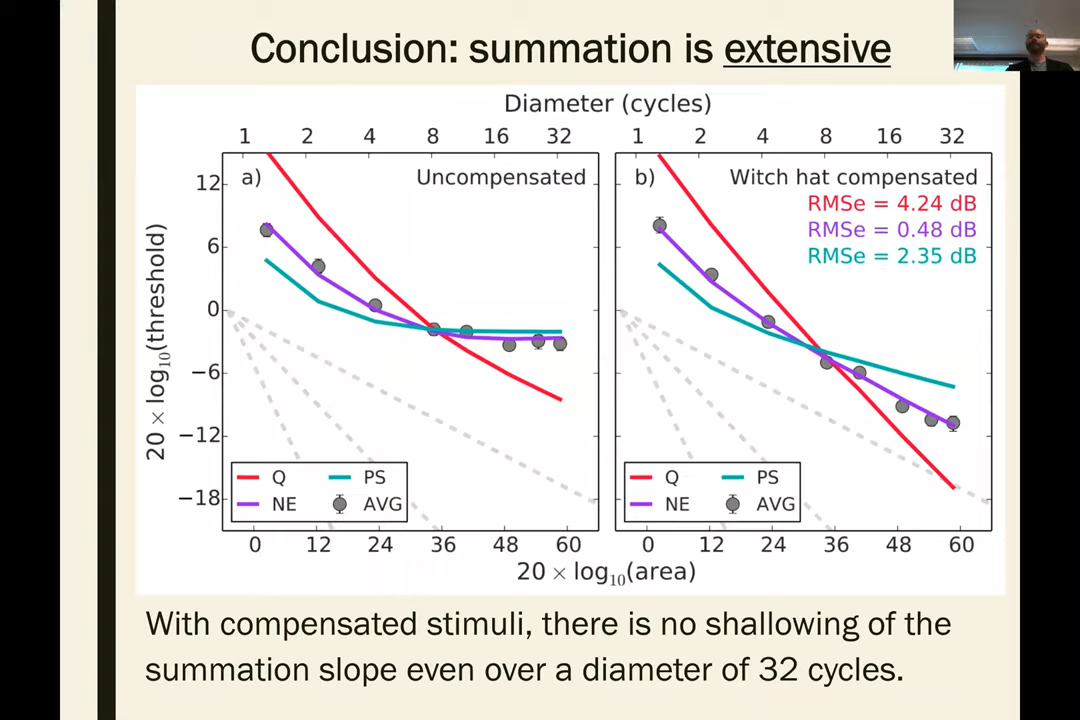 Conclusion: summation is extensive
Diameter (cycles)
1 2 4 8 16 32 1 2 4 8 16 32
a) Uncompensated
b) Witch hat compensated
RMSe = 4.24 dB
RMSe = 0.48 dB
RMSe = 2.35 dB
20 × log10(threshold)
12
6
0
−6
−12
−18
Q PS
NE AVG
Q PS
NE AVG
0 12 24 36 48 60 0 12 24 36 48 60
20 × log10(area)
With compensated stimuli, there is no shallowing of the
summation slope even over a diameter of 32 cycles.